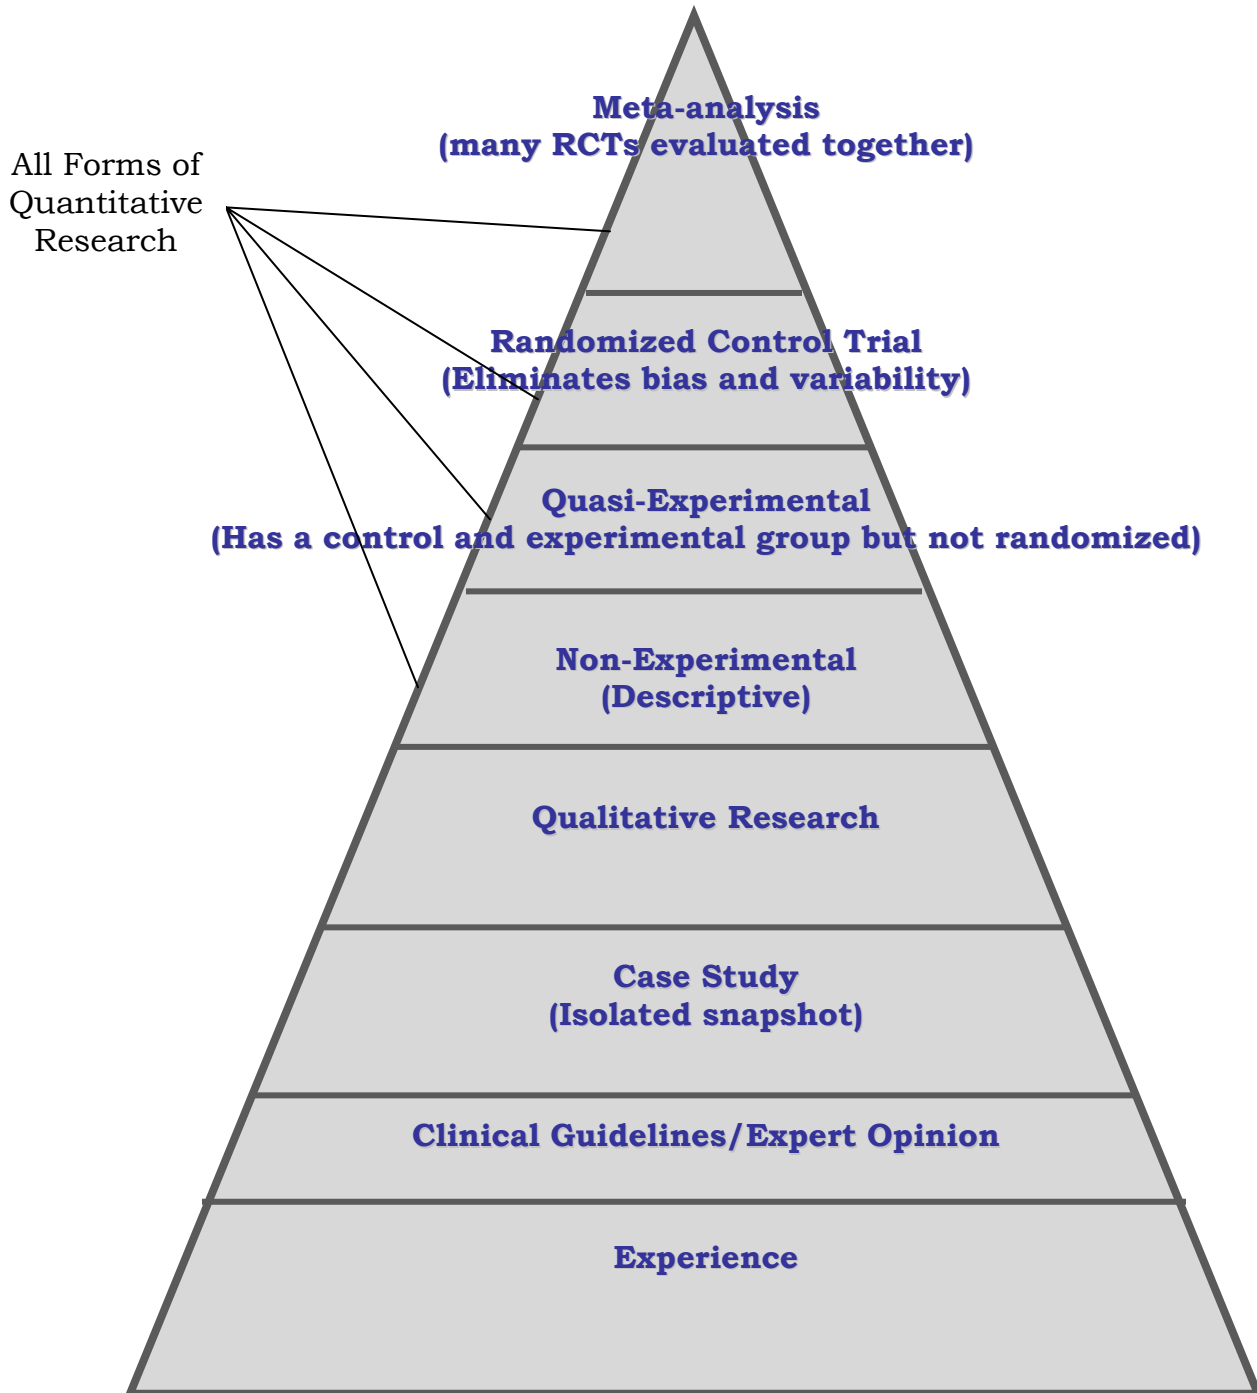 Meta-analysis
(many RCTs evaluated together)
All Forms of
Quantitative
Research
Randomized Control Trial
(Eliminates bias and variability)
Quasi-Experimental
(Has a control and experimental group but not randomized)
Non-Experimental
(Descriptive)
Qualitative Research
Case Study
(Isolated snapshot)
Clinical Guidelines/Expert Opinion
Experience